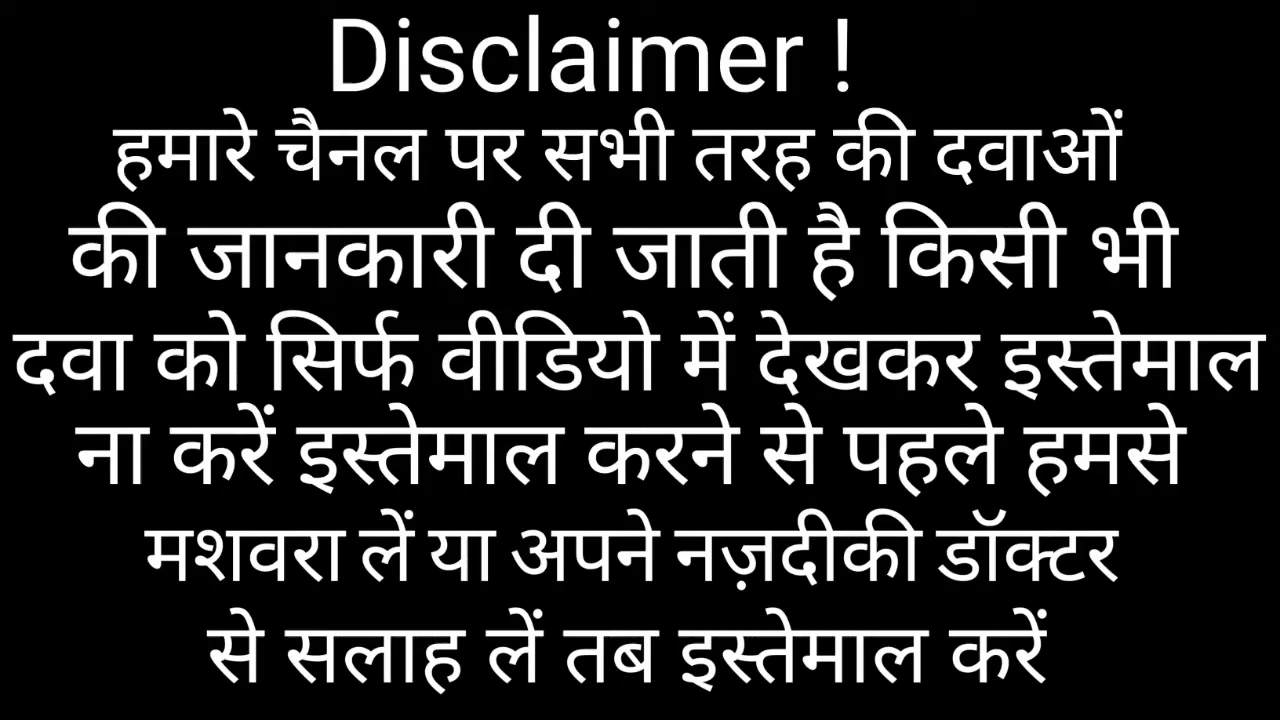 Disclaimer !
हमारे चैनल पर सभी तरह की दवाओं
की जानकारी दी जाती है किसी भी
दवा को सिर्फ वीडियो में देखकर इस्तेमाल
ना करें इस्तेमाल करने से पहले हमसे
मशवरा लें या अपने नज़दीकी डॉक्टर
से सलाह लें तब इस्तेमाल करें